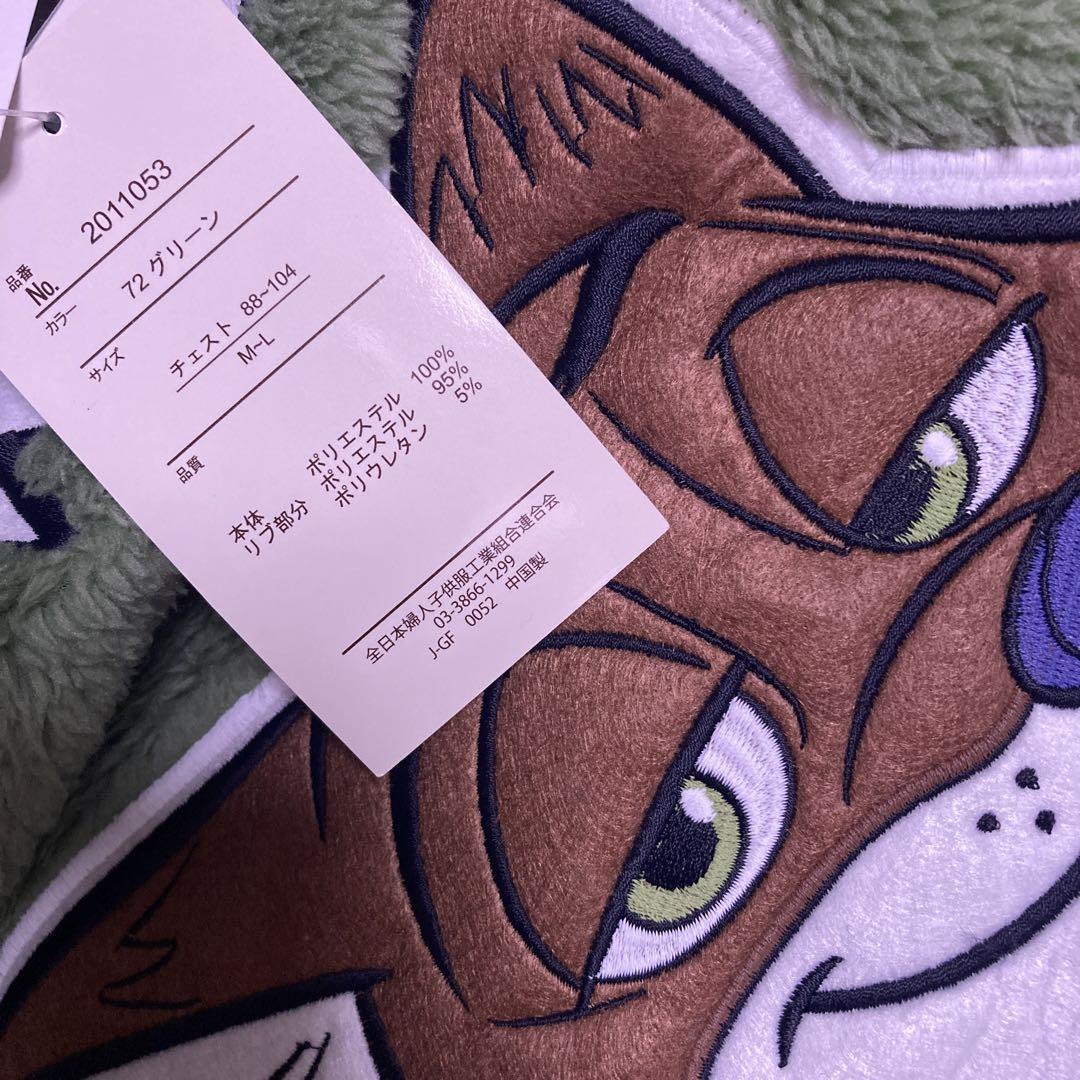 品番
No. 2011053
カラー 72 グリーン
サイズ チェスト 88~104
M-L
品質
本体 ポリエステル 100%
リブ部分 ポリエステル 95%
ポリウレタン 5%
全日本婦人子供服工業組合連合会
03-3866-1299
J-GF 0052 中国製